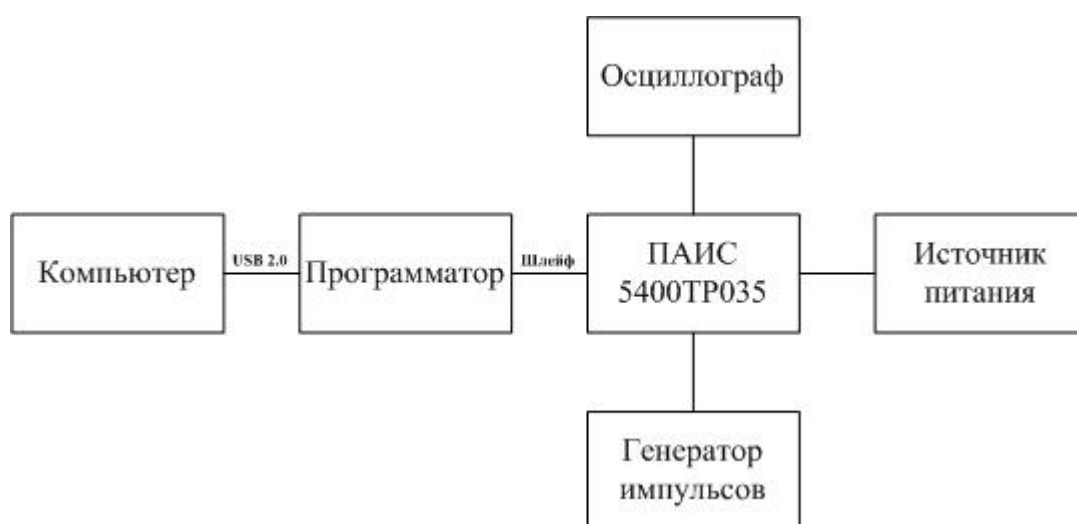 Осциллограф
Компьютер
USB 2.0
Программатор
Шлейф
ПАИС
5400ТР035
Источник
питания
Генератор
импульсов